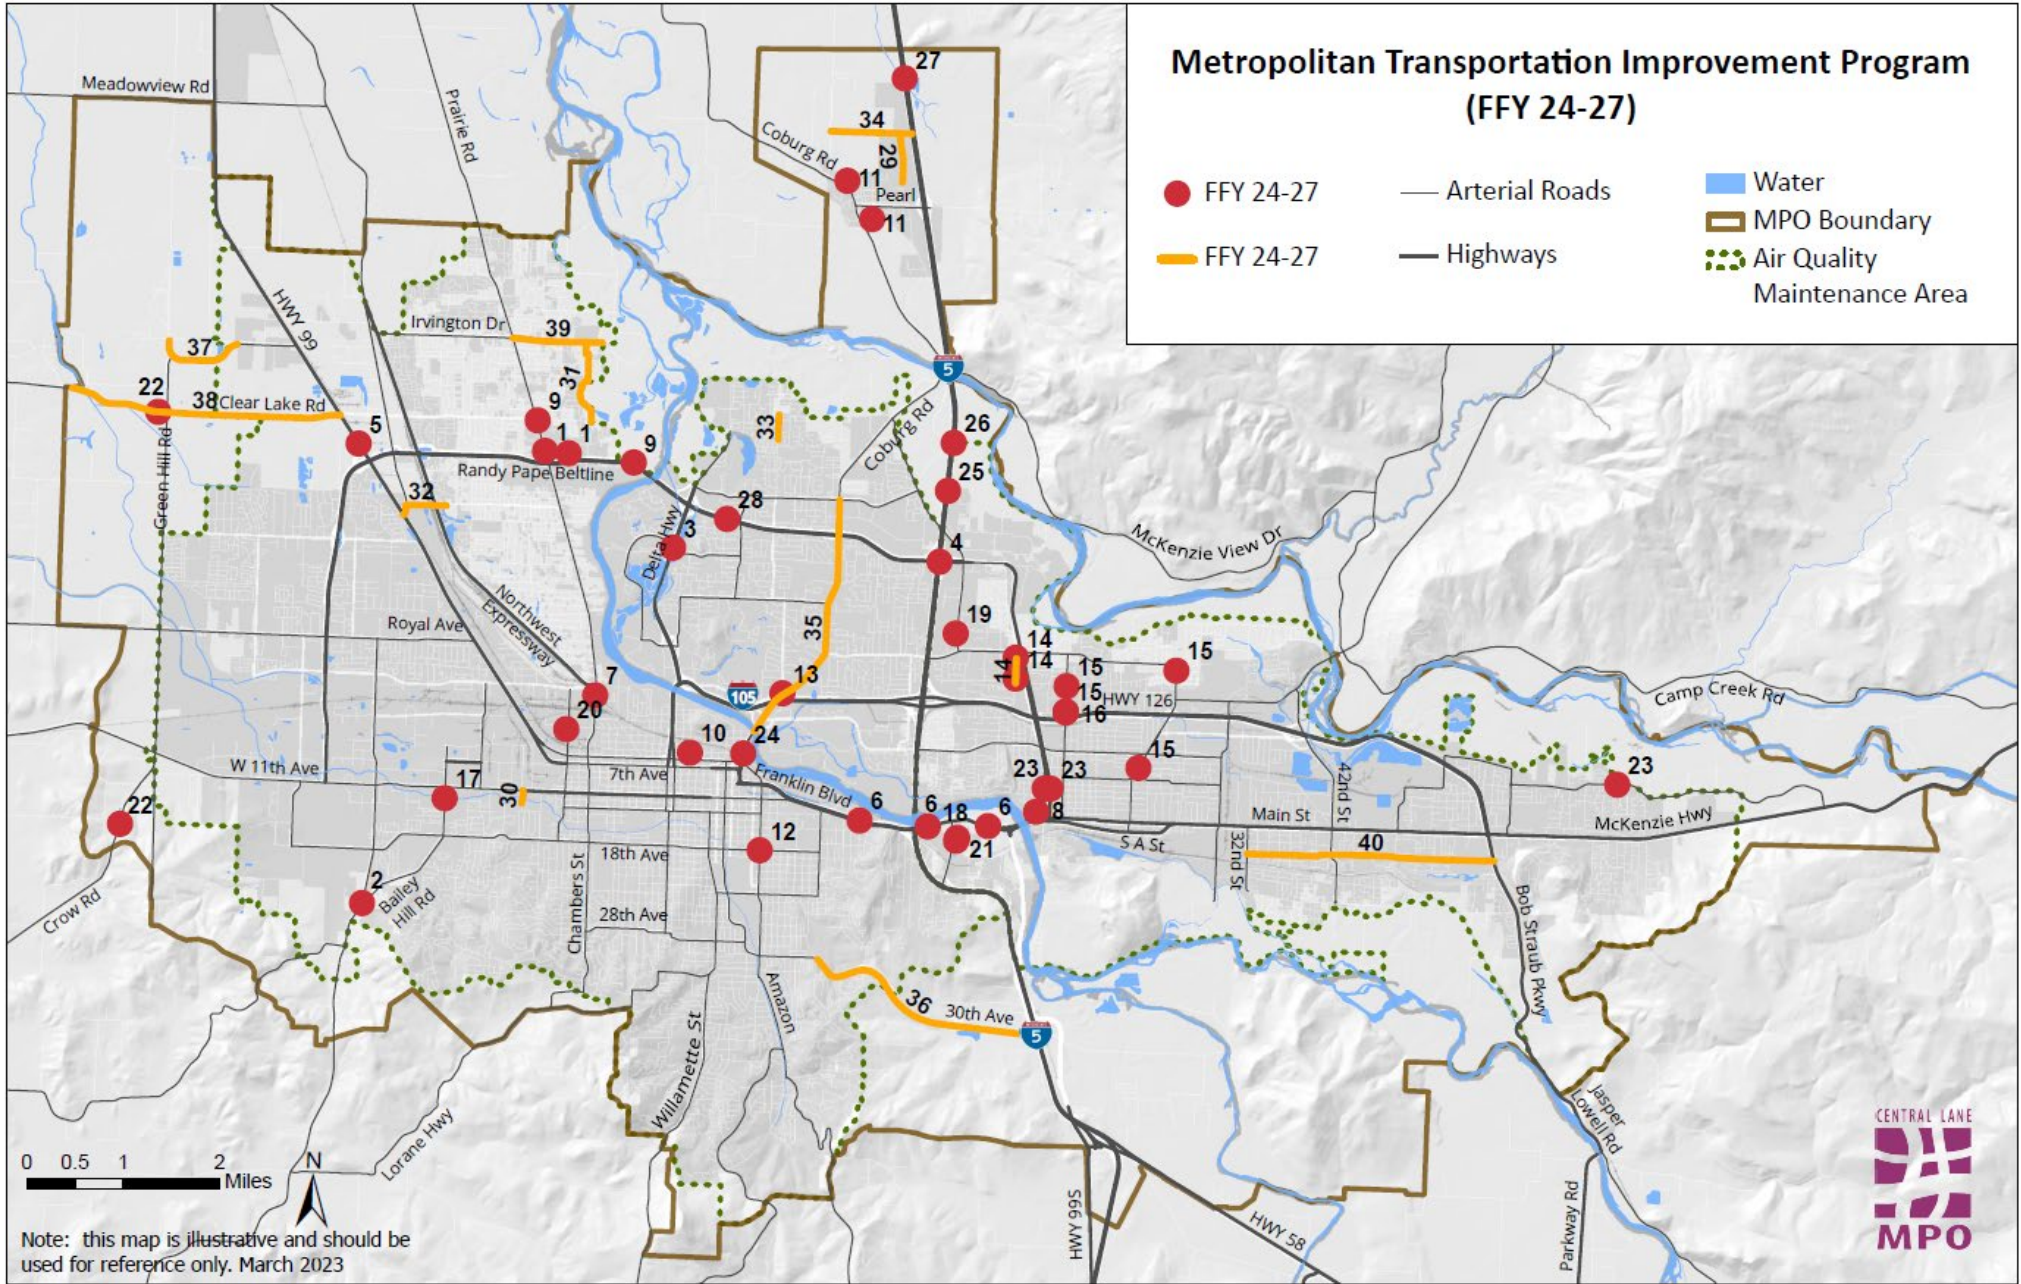 Metropolitan Transportation Improvement Program
(FFY 24-27)
FFY 24-27
Arterial Roads
Water
MPO Boundary
FFY 24-27
Highways
Air Quality
Maintenance Area
27
Meadowview Rd
Prairie Rd
34
Coburg Rd
29
11
Pearl
11
HWY 99
Irvington Dr
39
37
5
31
22
38
Clear Lake Rd
9
33
Coburg Rd
26
5
1
1
9
Randy Pape Beltline
25
Green Hill Rd
32
28
Delta Hwy
3
4
McKenzie View Dr
Northwest
Expressway
Royal Ave
35
19
14
14
14
15
15
15
7
13
105
HWY 126
16
Camp Creek Rd
20
10
24
15
W 11th Ave
7th Ave
Franklin Blvd
17
30
23
23
42nd St
23
22
6
6
18
6
8
Main St
McKenzie Hwy
12
21
S A St
32nd St
40
18th Ave
2
Bailey
Hill Rd
Chambers St
28th Ave
Crow Rd
Bob Straub Pkwy
Amazon
36
30th Ave
5
Willamette St
Lorane Hwy
Jasper
Lowell Rd
HWY 99S
HWY 58
Parkway Rd
0 0.5 1 2
Miles
N
Note: this map is illustrative and should be
used for reference only. March 2023
CENTRAL LANE
MPO